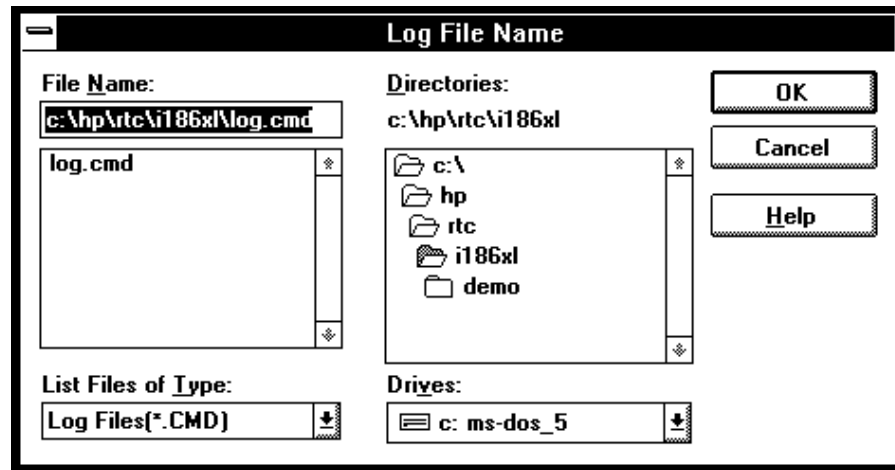 Log File Name
File Name:
c:\hp\rtc\i186xl\log.cmd
log.cmd
List Files of Type:
Log Files(*.CMD)
Directories:
c:\hp\rtc\i186xl
c:\
hp
rtc
i186xl
demo
Drives:
c: ms-dos_5
OK
Cancel
Help